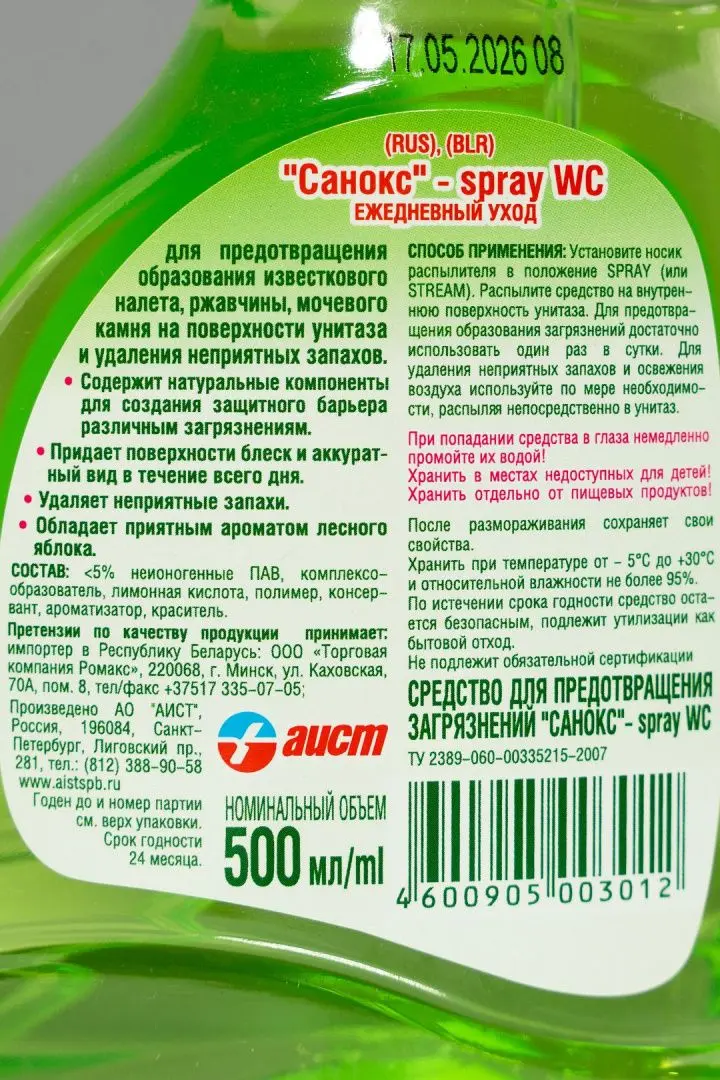 17.05.2026 08
(RUS), (BLR)
"Санокс" - spray WC
ЕЖЕДНЕВНЫЙ УХОД
для предотвращения
образования известкового
налета, ржавчины, мочевого
камня на поверхности унитаза
и удаления неприятных запахов.
• Содержит натуральные компоненты
для создания защитного барьера
различным загрязнениям.
• Придает поверхности блеск и аккурат-
ный вид в течение всего дня.
• Удаляет неприятные запахи.
• Обладает приятным ароматом лесного
яблока.
СОСТАВ: <5% неионогенные ПАВ, комплексо-
образователь, лимонная кислота, полимер, консер-
вант, ароматизатор, краситель.
Претензии по качеству продукции принимает:
импортер в Республику Беларусь: ООО «Торговая
компания Ромакс», 220068, г. Минск, ул. Каховская,
70А, пом. 8, тел/факс +37517 335-07-05;
Произведено АО "АИСТ",
Россия, 196084, Санкт-
Петербург, Лиговский пр.,
281, тел.: (812) 388-90-58
www.aistspb.ru
Годен до и номер партии
см. верх упаковки.
Срок годности
24 месяца.
аист
НОМИНАЛЬНЫЙ ОБЪЕМ
500 мл/ml
СПОСОБ ПРИМЕНЕНИЯ: Установите носик
распылителя в положение SPRAY (или
STREAM). Распылите средство на внутрен-
нюю поверхность унитаза. Для предотвра-
щения образования загрязнений достаточно
использовать один раз в сутки. Для
удаления неприятных запахов и освежения
воздуха используйте по мере необходимо-
сти, распыляя непосредственно в унитаз.
При попадании средства в глаза немедленно
промойте их водой!
Хранить в местах недоступных для детей!
Хранить отдельно от пищевых продуктов!
После размораживания сохраняет свои
свойства.
Хранить при температуре от - 5°С до +30°С
и относительной влажности не более 95%.
По истечении срока годности средство оста-
ется безопасным, подлежит утилизации как
бытовой отход.
Не подлежит обязательной сертификации
СРЕДСТВО ДЛЯ ПРЕДОТВРАЩЕНИЯ
ЗАГРЯЗНЕНИЙ "САНОКС"- spray WC
ТУ 2389-060-00335215-2007
4 600905 003012